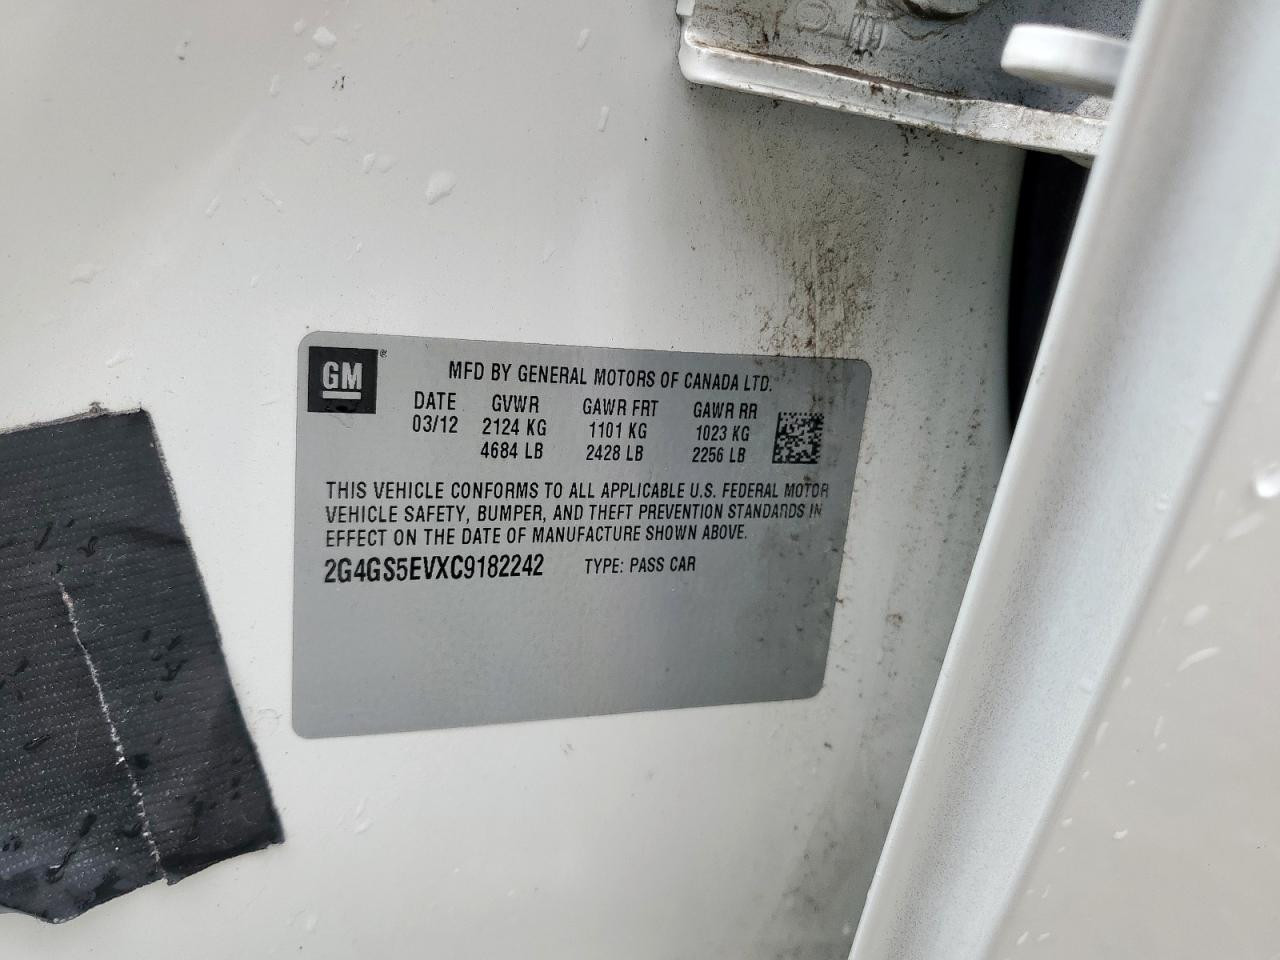 GM ®
MFD BY GENERAL MOTORS OF CANADA LTD.
DATE GVWR GAWR FRT GAWR RR
03/12 2124 KG 1101 KG 1023 KG
4684 LB 2428 LB 2256 LB
THIS VEHICLE CONFORMS TO ALL APPLICABLE U.S. FEDERAL MOTOR
VEHICLE SAFETY, BUMPER, AND THEFT PREVENTION STANDARDS IN
EFFECT ON THE DATE OF MANUFACTURE SHOWN ABOVE.
2G4GS5EVXC9182242 TYPE: PASS CAR